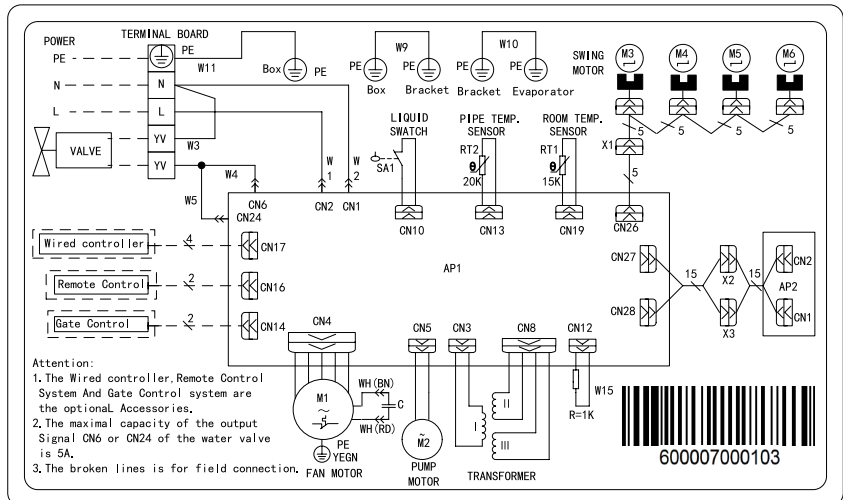 POWER
TERMINAL BOARD
PE
PE
W11
Box
PE
N
N
L
L
VALVE
YV
YV
W3
W4
W5
W9
PE
PE
Box
Bracket
W10
PE
PE
Bracket
Evaporator
SWING
MOTOR
M3
M4
M5
M6
5
5
5
5
X1
5
LIQUID
SWATCH
SA1
PIPE TEMP.
SENSOR
RT2
θ
20K
ROOM TEMP.
SENSOR
RT1
θ
15K
W
1
W
2
CN6
CN24
CN2
CN1
CN10
CN13
CN19
CN26
Wired controller
4
CN17
Remote Control
2
CN16
Gate Control
2
CN14
AP1
CN27
CN28
15
X2
X3
15
CN2
AP2
CN1
CN4
CN5
CN3
CN8
CN12
M1
~
WH(BN)
C
WH(RD)
PE
YEGN
FAN MOTOR
~
M2
PUMP
MOTOR
I
II
III
TRANSFORMER
W15
R=1K
Attention:
1. The Wired controller, Remote Control
System And Gate Control system are
the optionaL Accessories.
2. The maximal capacity of the output
Signal CN6 or CN24 of the water valve
is 5A.
3. The broken lines is for field connection.
600007000103